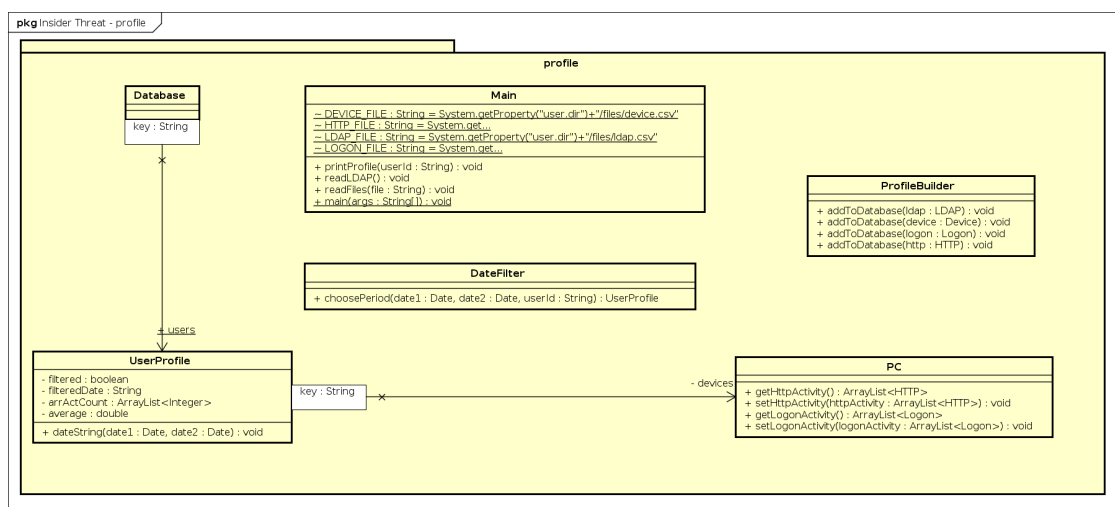 pkg Insider Threat - profile
profile
Database
key : String
Main
~ DEVICE_FILE : String = System.getProperty("user.dir")+"/files/device.csv"
~ HTTP_FILE : String = System.get...
~ LDAP_FILE : String = System.getProperty("user.dir")+"/files/ldap.csv"
~ LOGON_FILE : String = System.get...
+ printProfile(userId : String) : void
+ readLDAP() : void
+ readFiles(file : String) : void
+ main(args : String[]) : void
ProfileBuilder
+ addToDatabase(ldap : LDAP) : void
+ addToDatabase(device : Device) : void
+ addToDatabase(logon : Logon) : void
+ addToDatabase(http : HTTP) : void
DateFilter
+ choosePeriod(date1 : Date, date2 : Date, userId : String) : UserProfile
+ users
UserProfile
- filtered : boolean
- filteredDate : String
- arrActCount : ArrayList<Integer>
- average : double
+ dateString(date1 : Date, date2 : Date) : void
key : String
- devices
PC
+ getHttpActivity() : ArrayList<HTTP>
+ setHttpActivity(httpActivity : ArrayList<HTTP>) : void
+ getLogonActivity() : ArrayList<Logon>
+ setLogonActivity(logonActivity : ArrayList<Logon>) : void